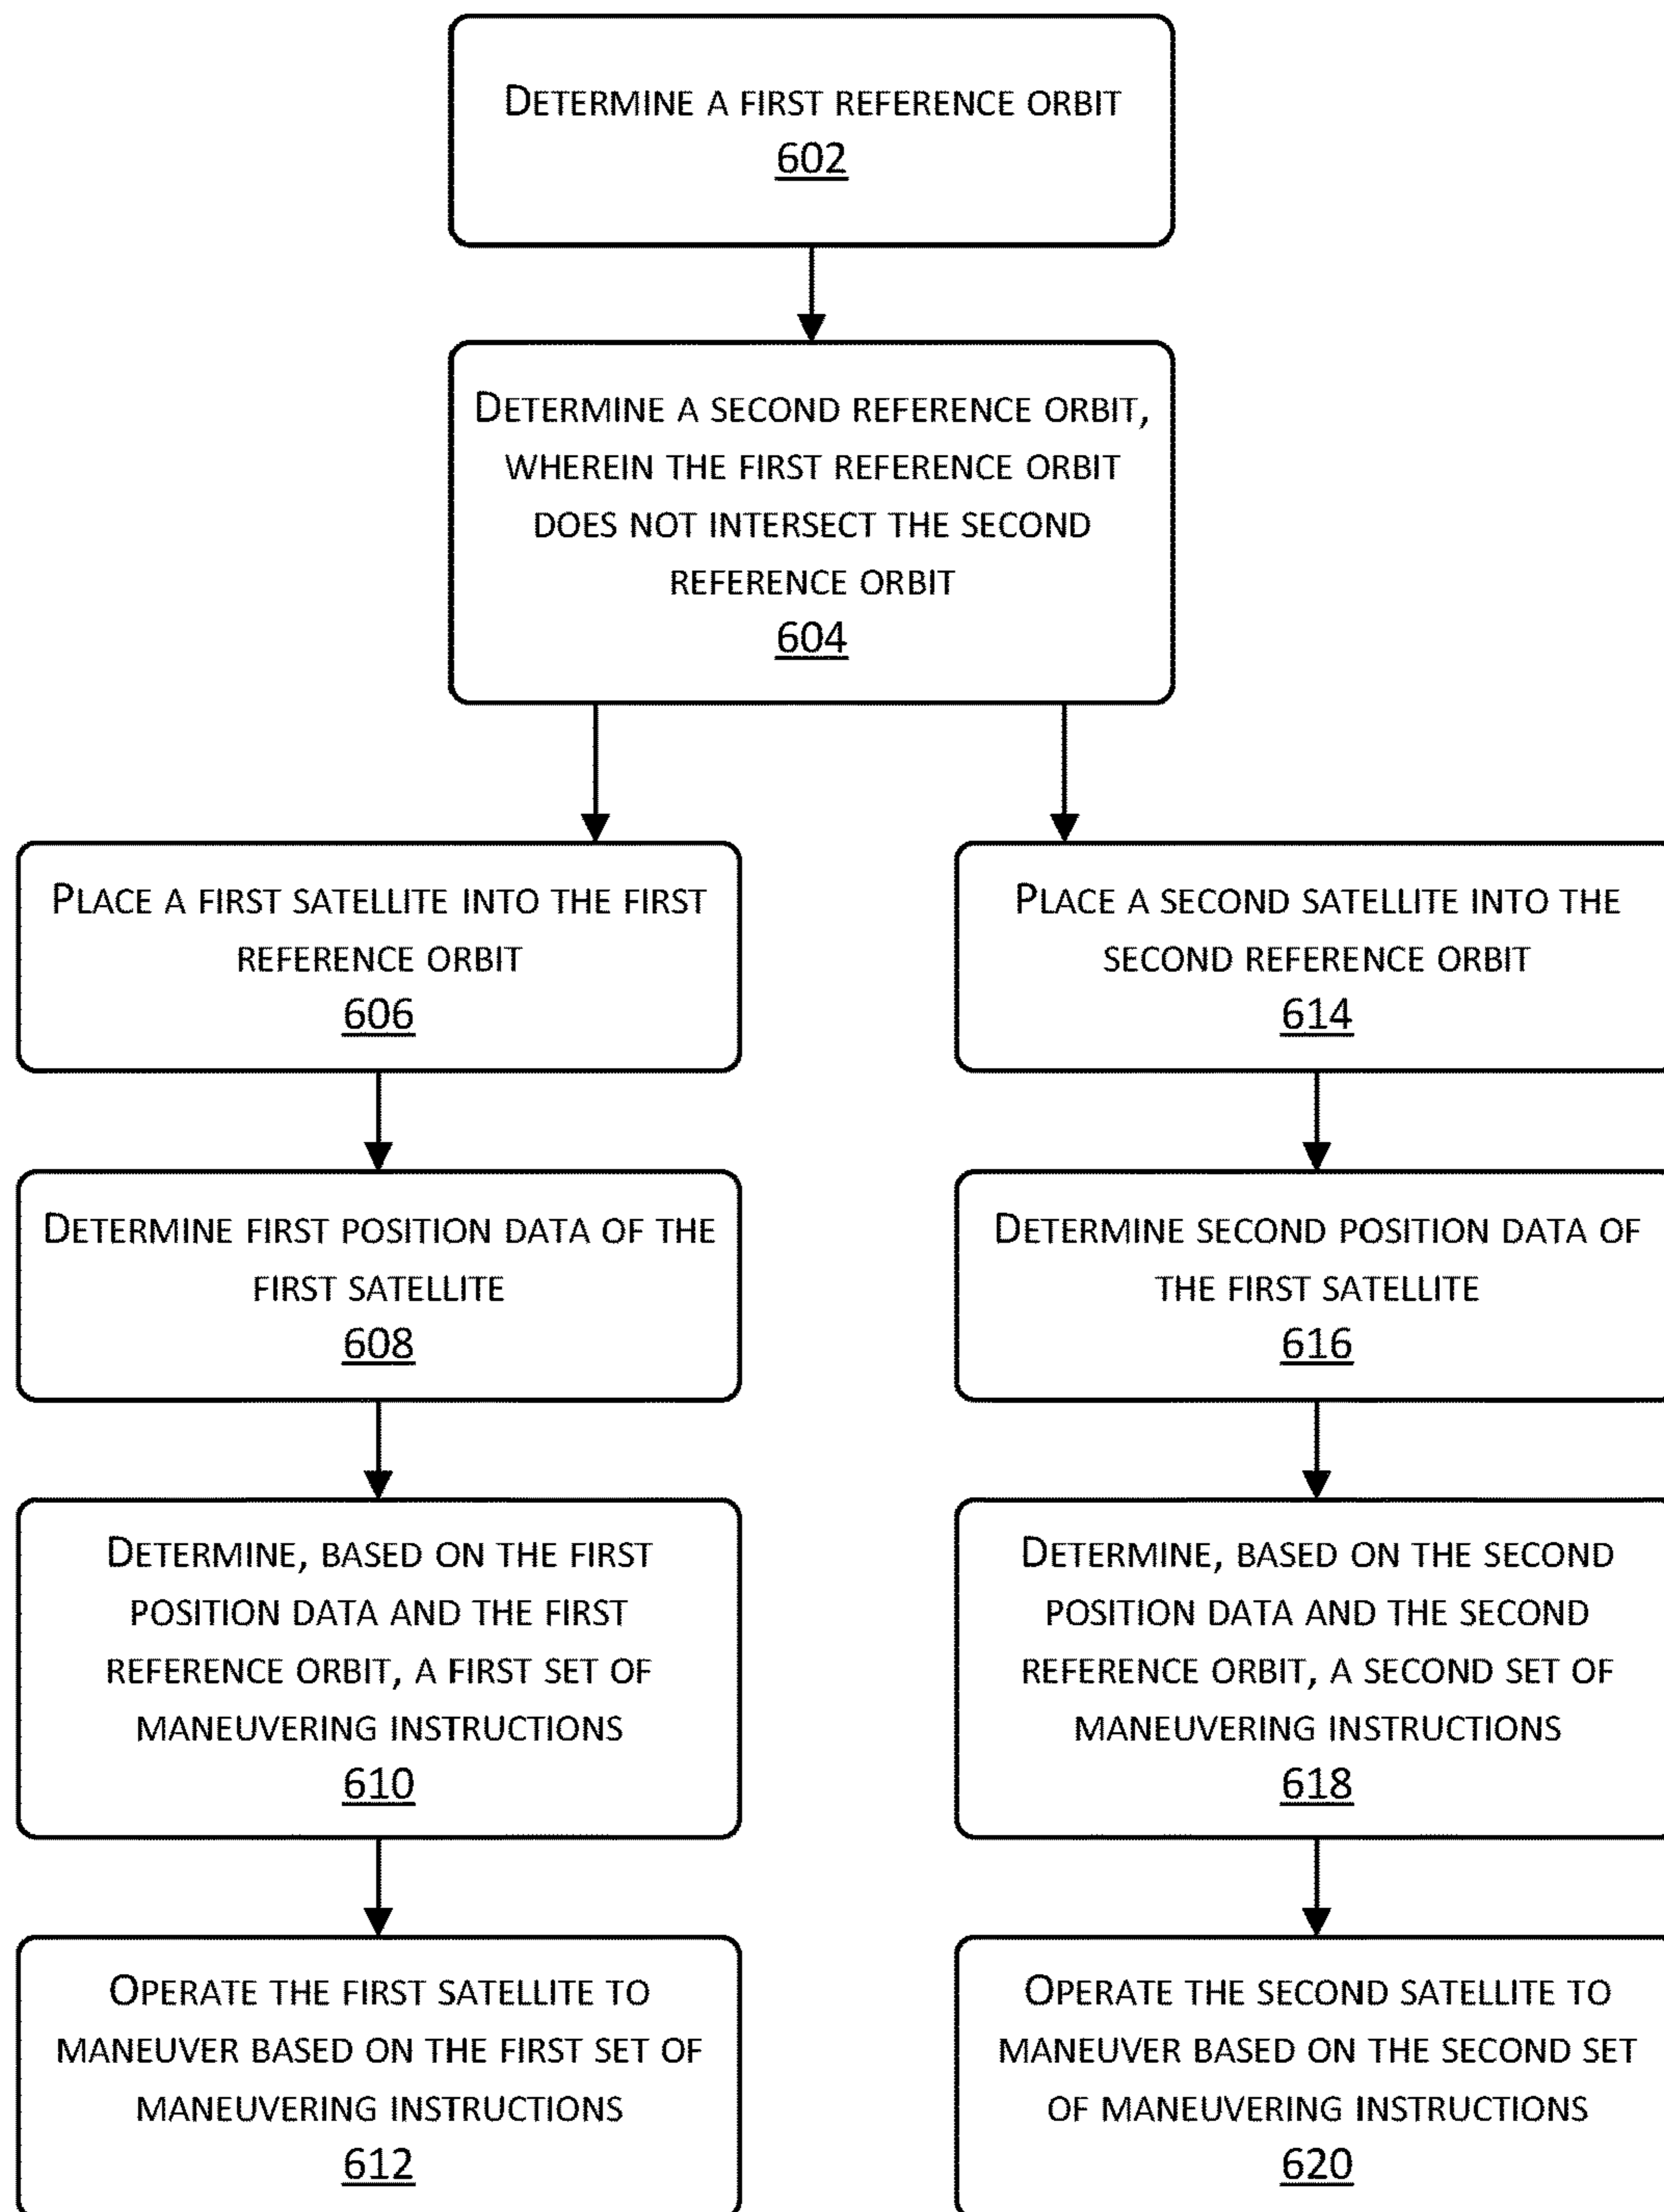 DETERMINE A FIRST REFERENCE ORBIT
602
DETERMINE A SECOND REFERENCE ORBIT,
WHEREIN THE FIRST REFERENCE ORBIT
DOES NOT INTERSECT THE SECOND
REFERENCE ORBIT
604
PLACE A FIRST SATELLITE INTO THE FIRST
REFERENCE ORBIT
606
DETERMINE FIRST POSITION DATA OF THE
FIRST SATELLITE
608
DETERMINE, BASED ON THE FIRST
POSITION DATA AND THE FIRST
REFERENCE ORBIT, A FIRST SET OF
MANEUVERING INSTRUCTIONS
610
OPERATE THE FIRST SATELLITE TO
MANEUVER BASED ON THE FIRST SET OF
MANEUVERING INSTRUCTIONS
612
PLACE A SECOND SATELLITE INTO THE
SECOND REFERENCE ORBIT
614
DETERMINE SECOND POSITION DATA OF
THE FIRST SATELLITE
616
DETERMINE, BASED ON THE SECOND
POSITION DATA AND THE SECOND
REFERENCE ORBIT, A SECOND SET OF
MANEUVERING INSTRUCTIONS
618
OPERATE THE SECOND SATELLITE TO
MANEUVER BASED ON THE SECOND SET
OF MANEUVERING INSTRUCTIONS
620